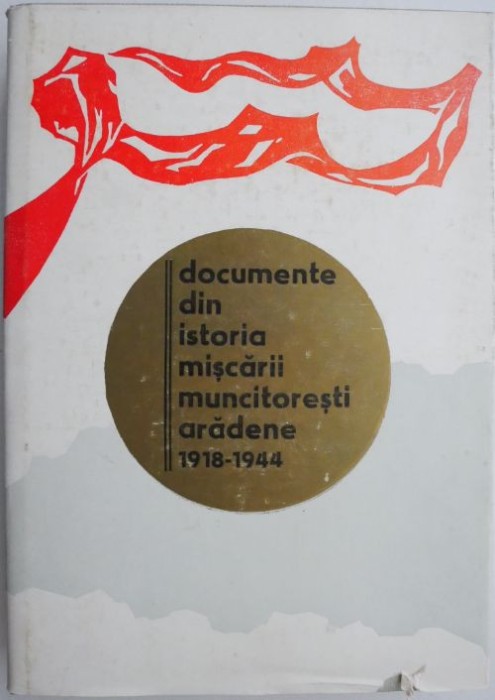 documente
din
istoria
mișcării
muncitorești
arădene
1918-1944